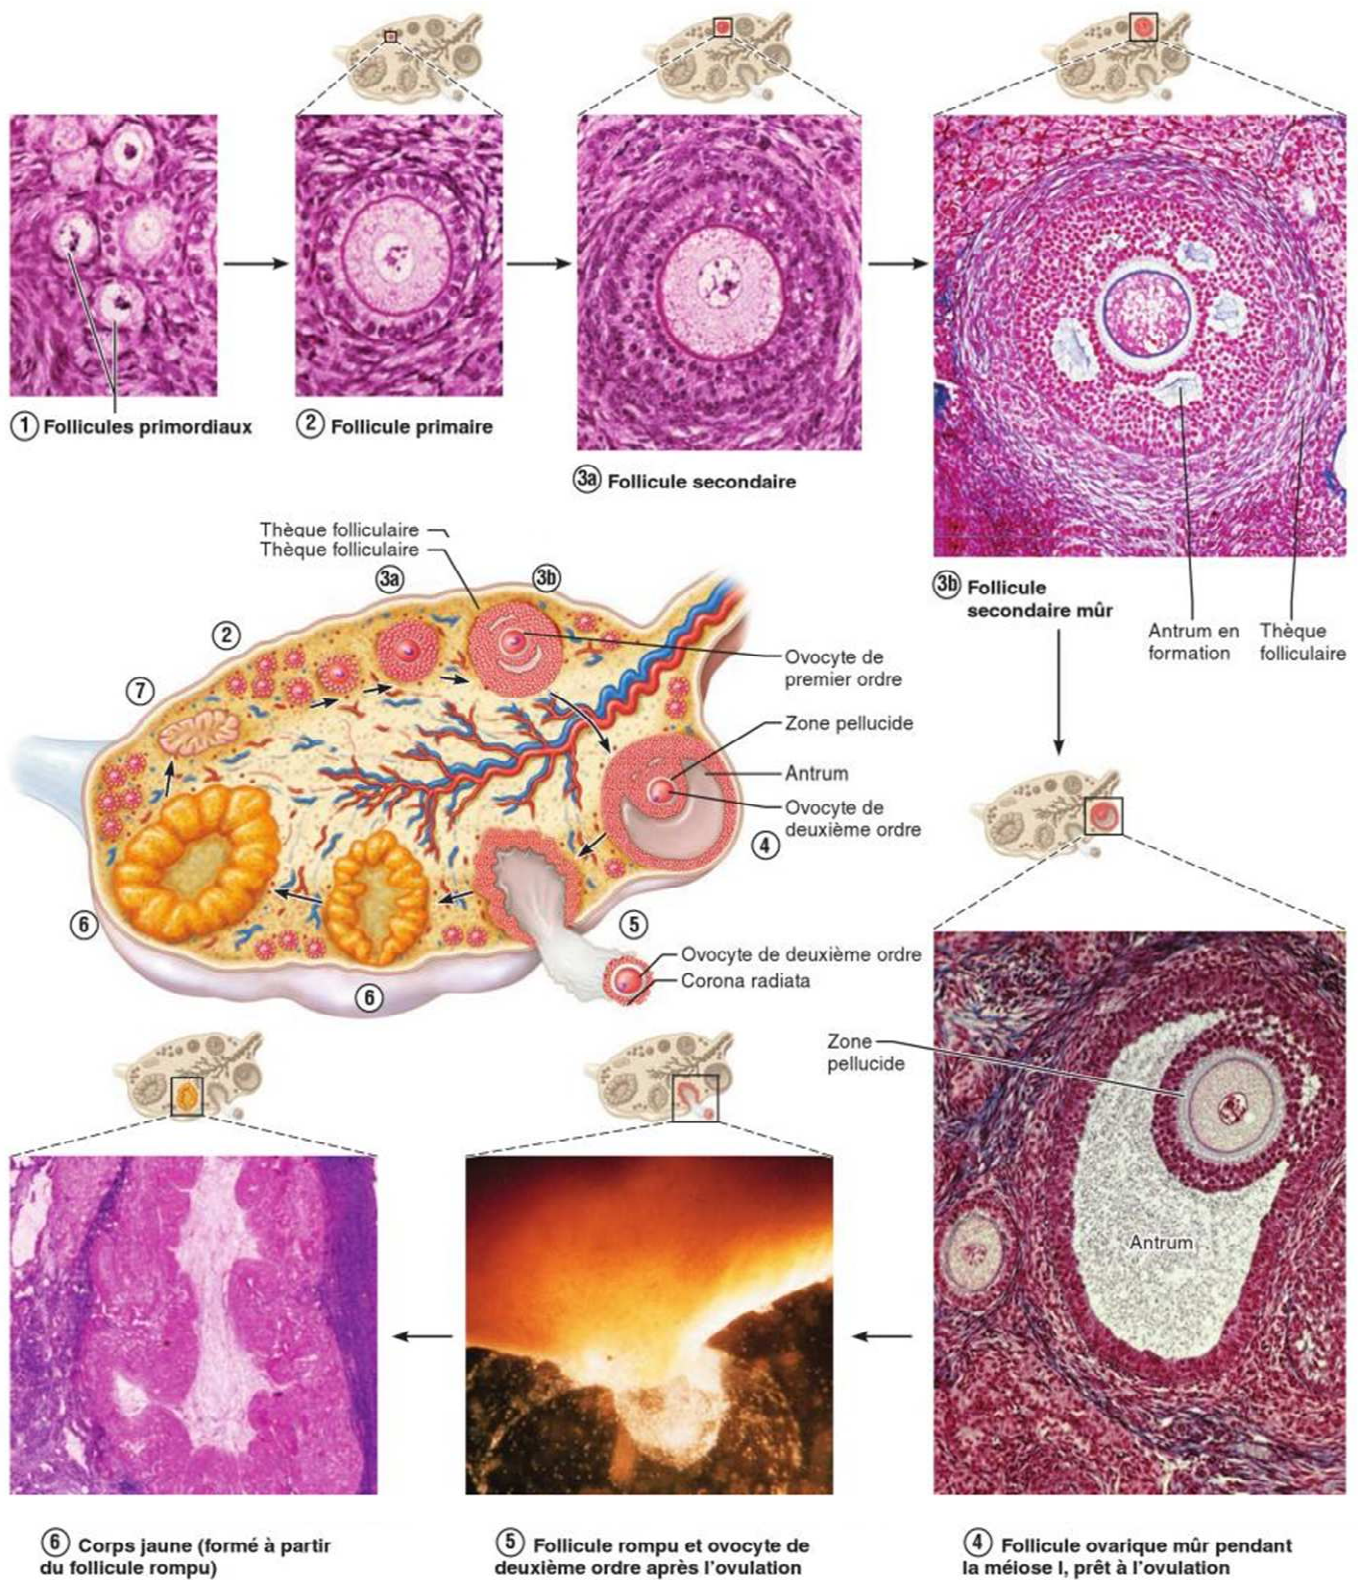 ① Follicules primordiaux
② Follicule primaire
③a Follicule secondaire
③b Follicule
secondaire mûr
Antrum en
formation
Thèque
folliculaire
Thèque folliculaire
Thèque folliculaire
3a
3b
2
7
Ovocyte de
premier ordre
Zone pellucide
Antrum
Ovocyte de
deuxième ordre
4
6
5
Ovocyte de deuxième ordre
Corona radiata
6
Zone
pellucide
Antrum
⑥ Corps jaune (formé à partir
du follicule rompu)
⑤ Follicule rompu et ovocyte de
deuxième ordre après l'ovulation
④ Follicule ovarique mûr pendant
la méiose I, prêt à l'ovulation